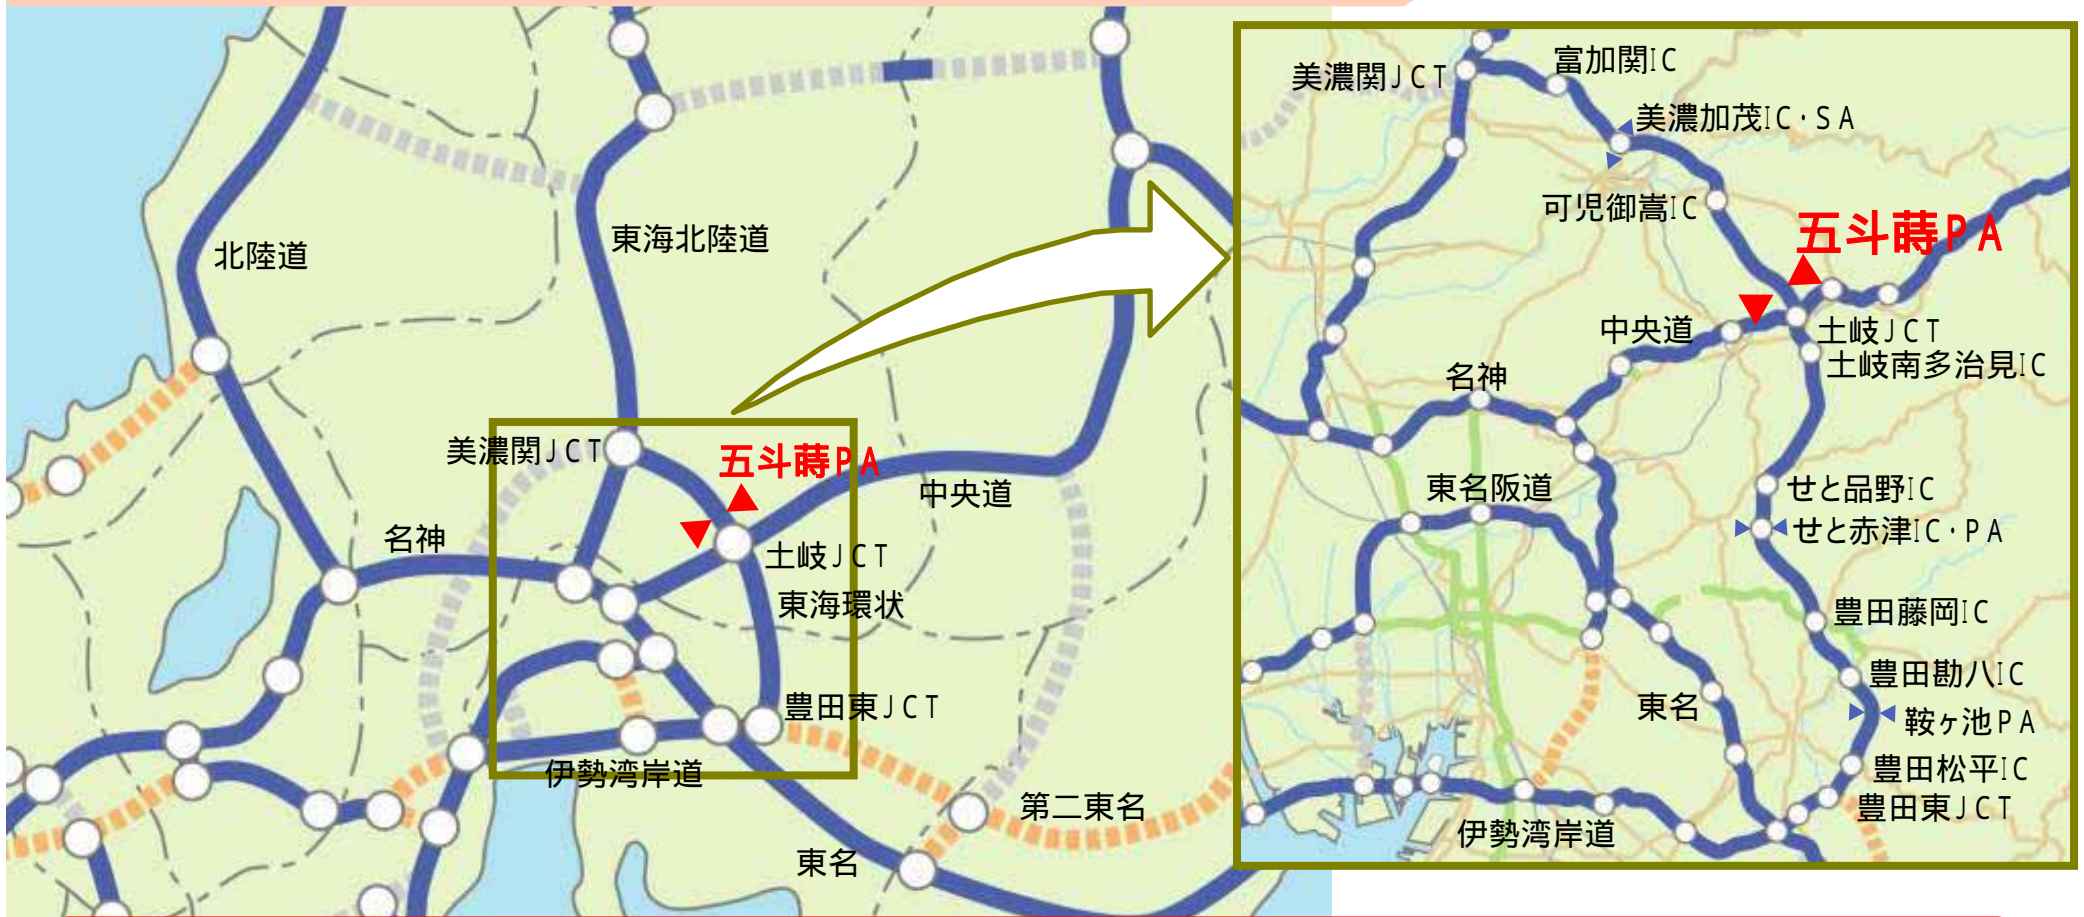 北陸道
東海北陸道
美濃関JCT
五斗蒔PA
中央道
名神
土岐JCT
東海環状
豊田東JCT
伊勢湾岸道
第二東名
東名
美濃関JCT
富加関IC
美濃加茂IC・SA
可児御嵩IC
五斗蒔PA
中央道
土岐JCT
土岐南多治見IC
名神
東名阪道
せと品野IC
せと赤津IC・PA
豊田藤岡IC
豊田勘八IC
東名
鞍ヶ池PA
豊田松平IC
豊田東JCT
伊勢湾岸道